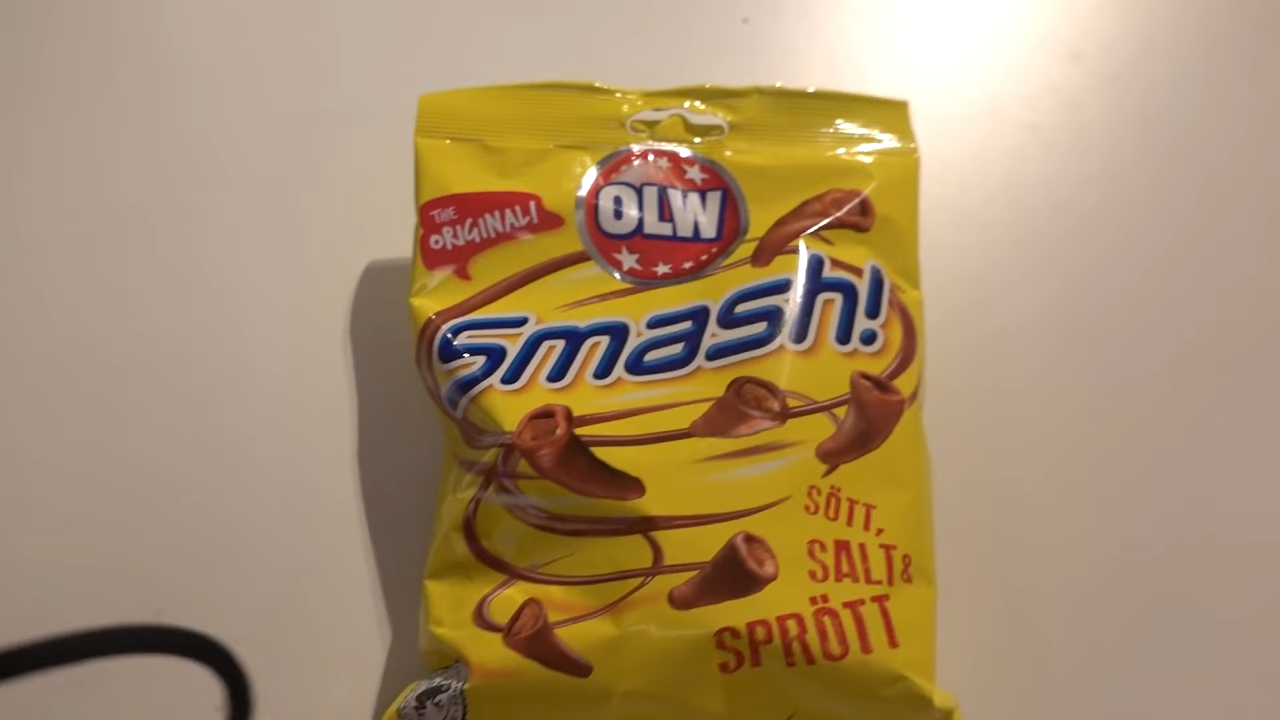 OLW
THE
ORIGINAL!
Smash!
SÖTT,
SALT &
SPRÖTT